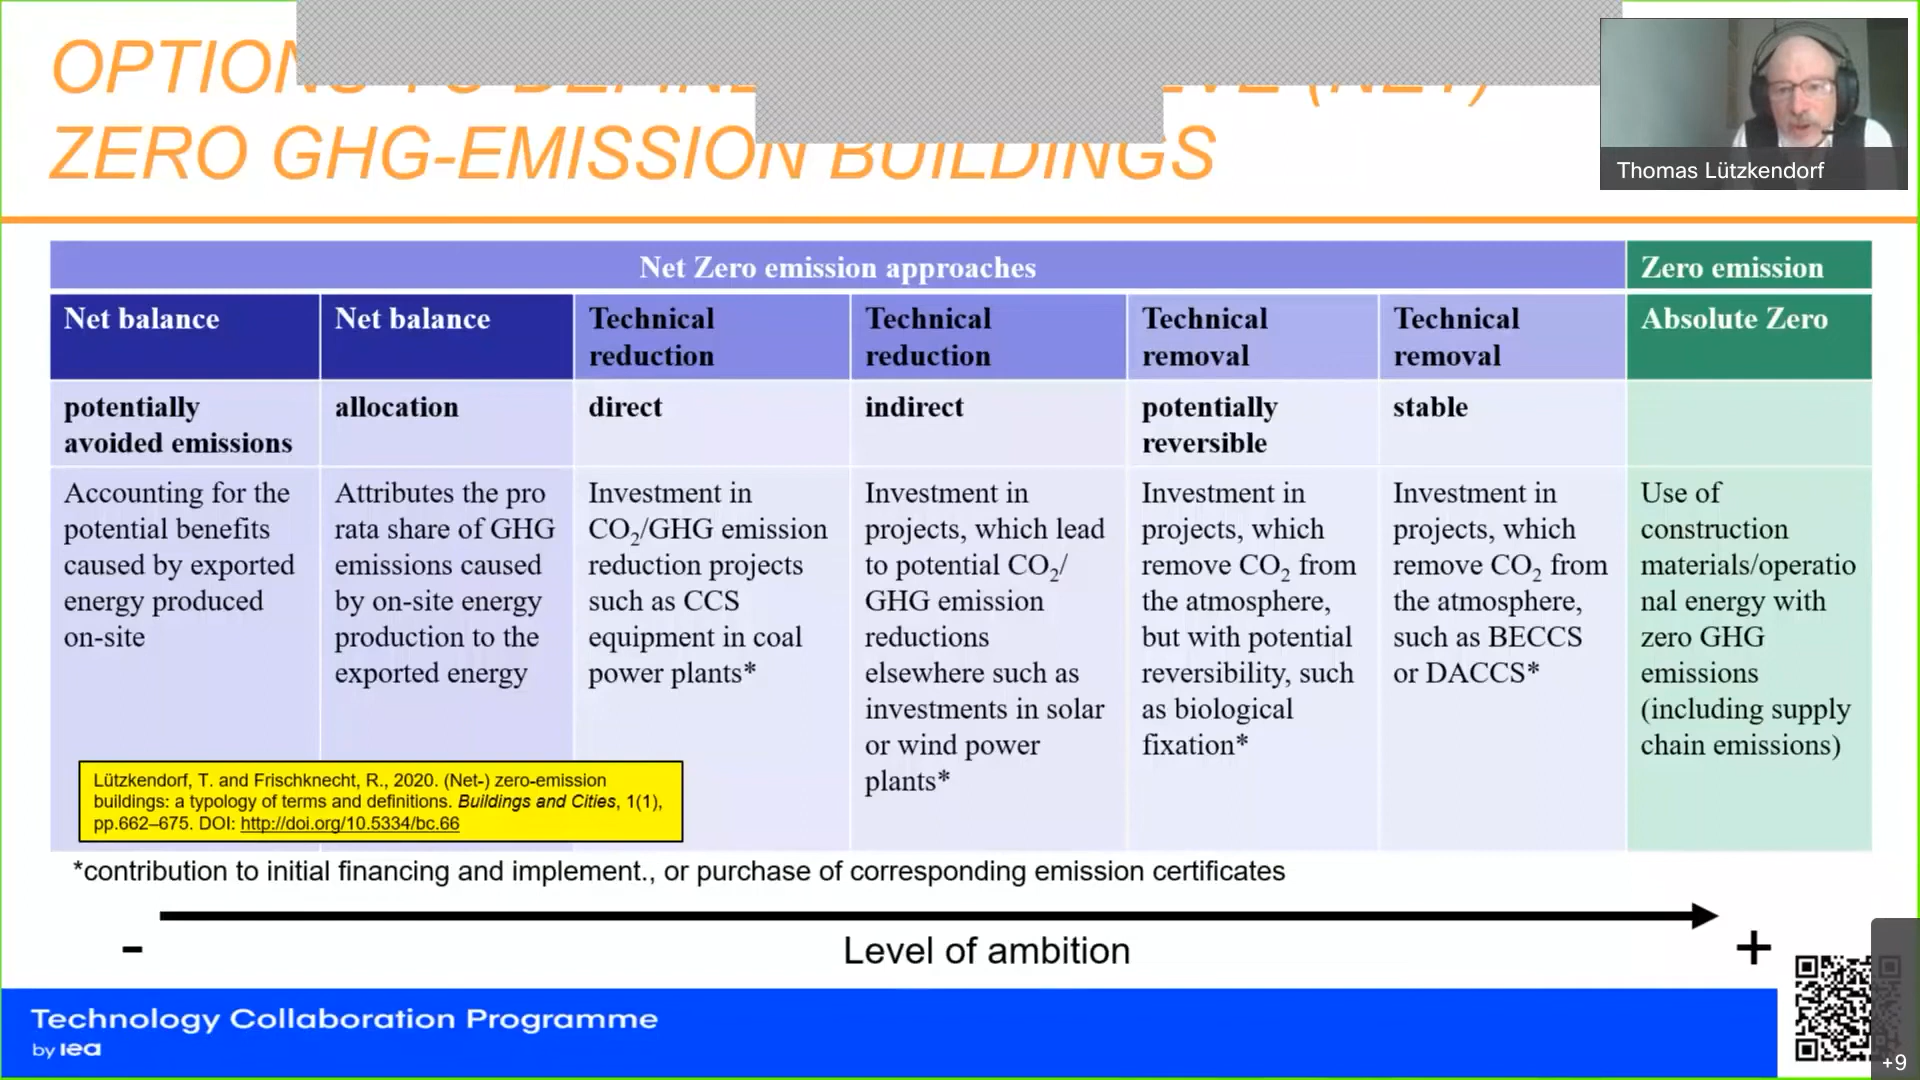 OPTIONS TO DEFINE (NET)
ZERO GHG-EMISSION BUILDINGS
Thomas Lützkendorf
Net Zero emission approaches
Zero emission
Net balance
Net balance
Technical
reduction
Technical
reduction
Technical
removal
Technical
removal
Absolute Zero
potentially
avoided emissions
allocation
direct
indirect
potentially
reversible
stable
Accounting for the
potential benefits
caused by exported
energy produced
on-site
Attributes the pro
rata share of GHG
emissions caused
by on-site energy
production to the
exported energy
Investment in
CO₂/GHG emission
reduction projects
such as CCS
equipment in coal
power plants*
Investment in
projects, which lead
to potential CO₂/
GHG emission
reductions
elsewhere such as
investments in solar
or wind power
plants*
Investment in
projects, which
remove CO₂ from
the atmosphere,
but with potential
reversibility, such
as biological
fixation*
Investment in
projects, which
remove CO₂ from
the atmosphere,
such as BECCS
or DACCS*
Use of
construction
materials/operatio
nal energy with
zero GHG
emissions
(including supply
chain emissions)
Lützkendorf, T. and Frischknecht, R., 2020. (Net-) zero-emission
buildings: a typology of terms and definitions. Buildings and Cities, 1(1),
pp.662–675. DOI: http://doi.org/10.5334/bc.66
*contribution to initial financing and implement., or purchase of corresponding emission certificates
- +
Level of ambition
Technology Collaboration Programme
by iea
+9